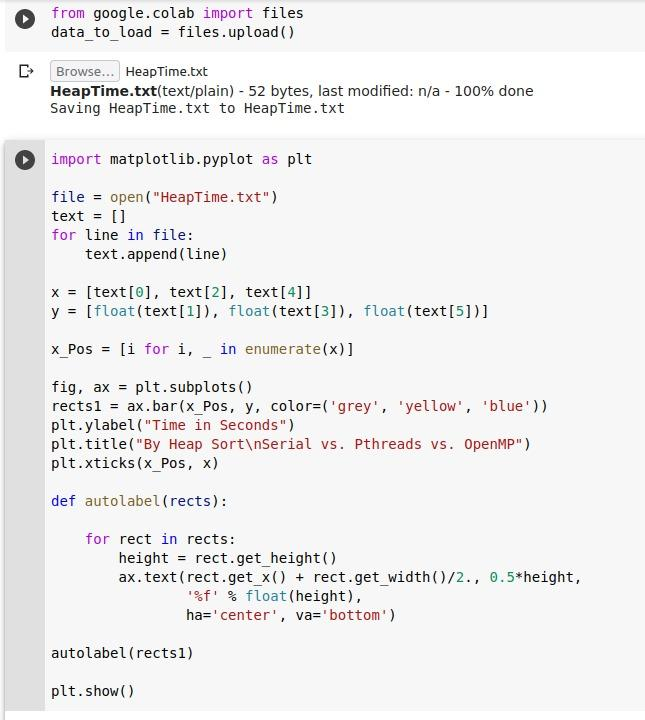 from google.colab import files
data_to_load = files.upload()
Browse... HeapTime.txt
HeapTime.txt(text/plain) - 52 bytes, last modified: n/a - 100% done
Saving HeapTime.txt to HeapTime.txt
import matplotlib.pyplot as plt
file = open("HeapTime.txt")
text = []
for line in file:
    text.append(line)
x = [text[0], text[2], text[4]]
y = [float(text[1]), float(text[3]), float(text[5])]
x_Pos = [i for i, _ in enumerate(x)]
fig, ax = plt.subplots()
rects1 = ax.bar(x_Pos, y, color=('grey', 'yellow', 'blue'))
plt.ylabel("Time in Seconds")
plt.title("By Heap Sort\nSerial vs. Pthreads vs. OpenMP")
plt.xticks(x_Pos, x)
def autolabel(rects):
    for rect in rects:
        height = rect.get_height()
        ax.text(rect.get_x() + rect.get_width()/2., 0.5*height,
                '%f' % float(height),
                ha='center', va='bottom')
autolabel(rects1)
plt.show()